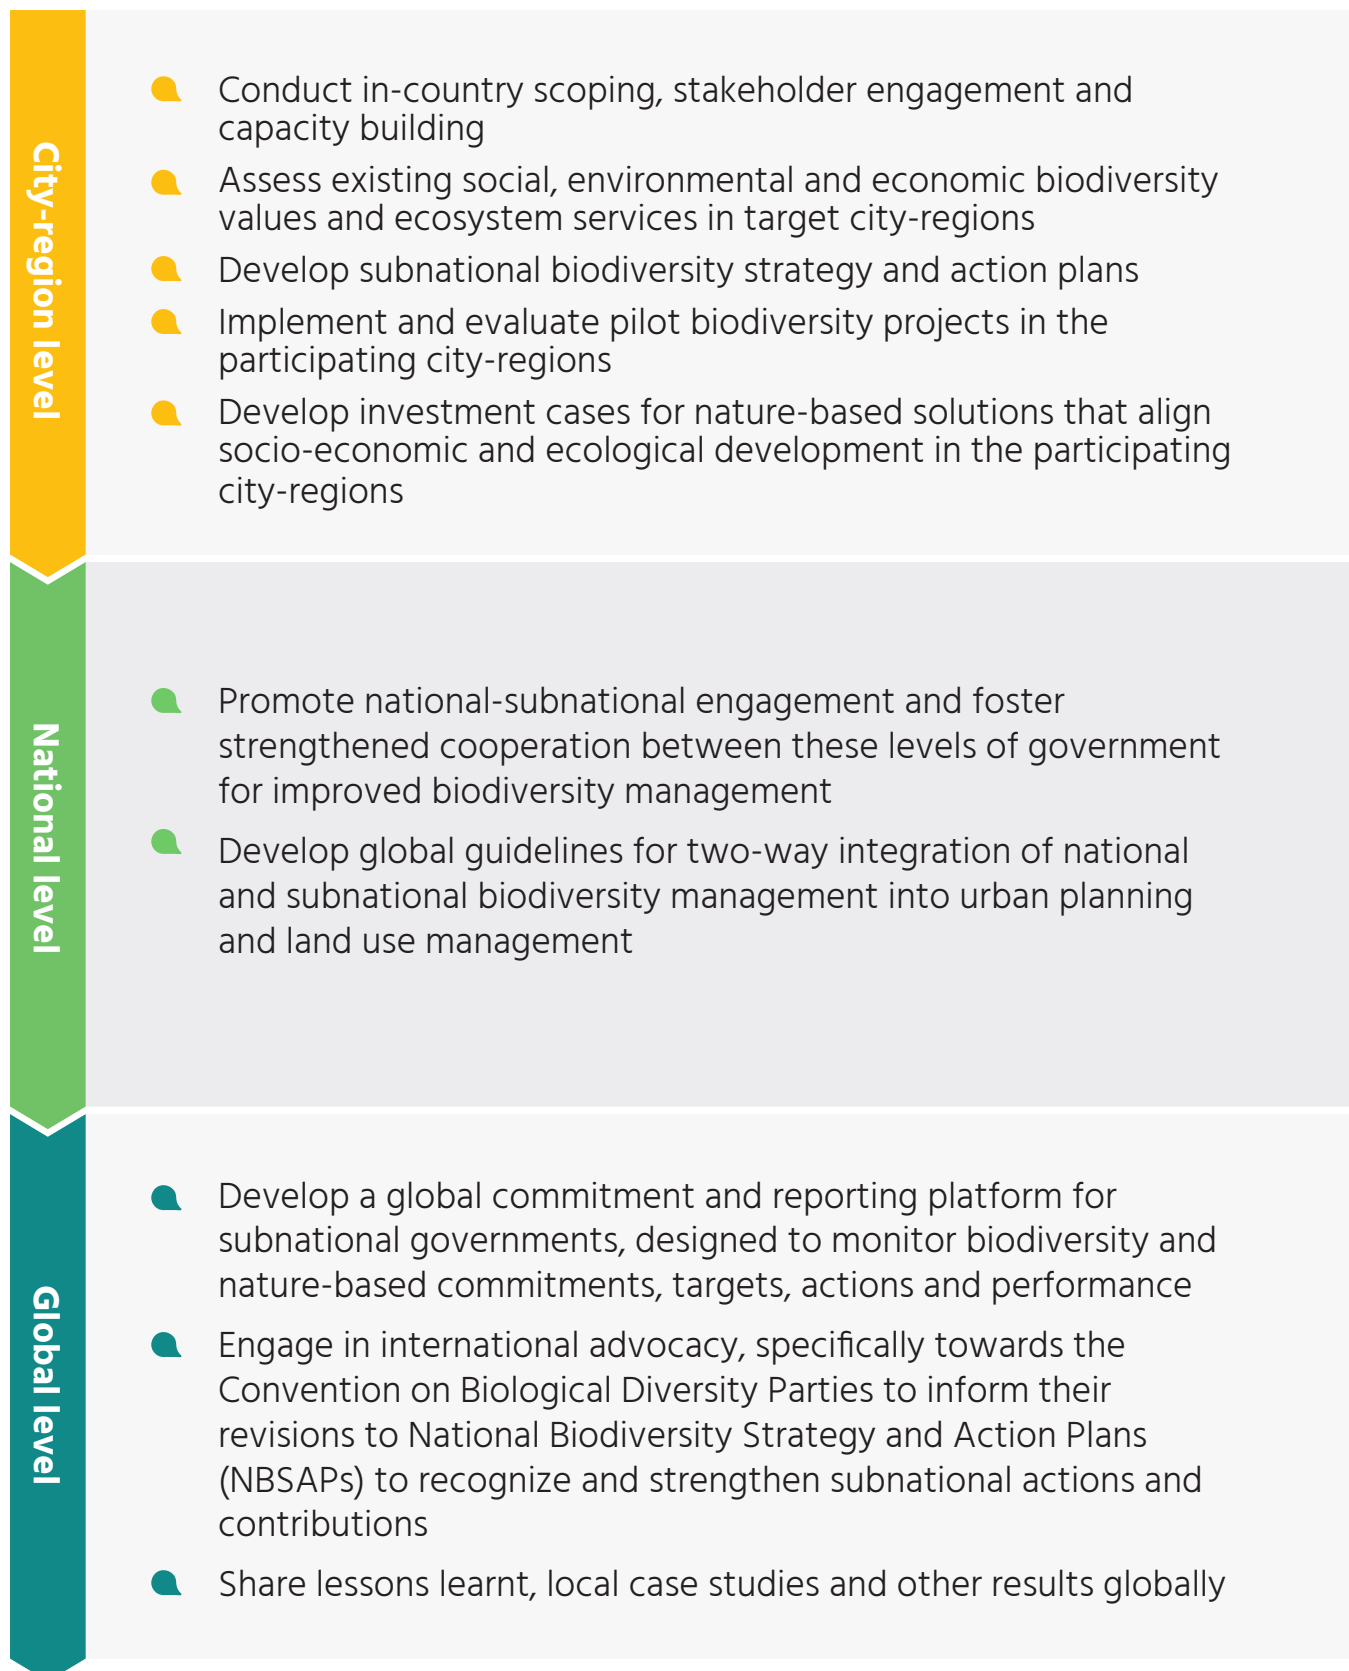 City-region level
Conduct in-country scoping, stakeholder engagement and
capacity building
Assess existing social, environmental and economic biodiversity
values and ecosystem services in target city-regions
Develop subnational biodiversity strategy and action plans
Implement and evaluate pilot biodiversity projects in the
participating city-regions
Develop investment cases for nature-based solutions that align
socio-economic and ecological development in the participating
city-regions
National level
Promote national-subnational engagement and foster
strengthened cooperation between these levels of government
for improved biodiversity management
Develop global guidelines for two-way integration of national
and subnational biodiversity management into urban planning
and land use management
Global level
Develop a global commitment and reporting platform for
subnational governments, designed to monitor biodiversity and
nature-based commitments, targets, actions and performance
Engage in international advocacy, specifically towards the
Convention on Biological Diversity Parties to inform their
revisions to National Biodiversity Strategy and Action Plans
(NBSAPs) to recognize and strengthen subnational actions and
contributions
Share lessons learnt, local case studies and other results globally